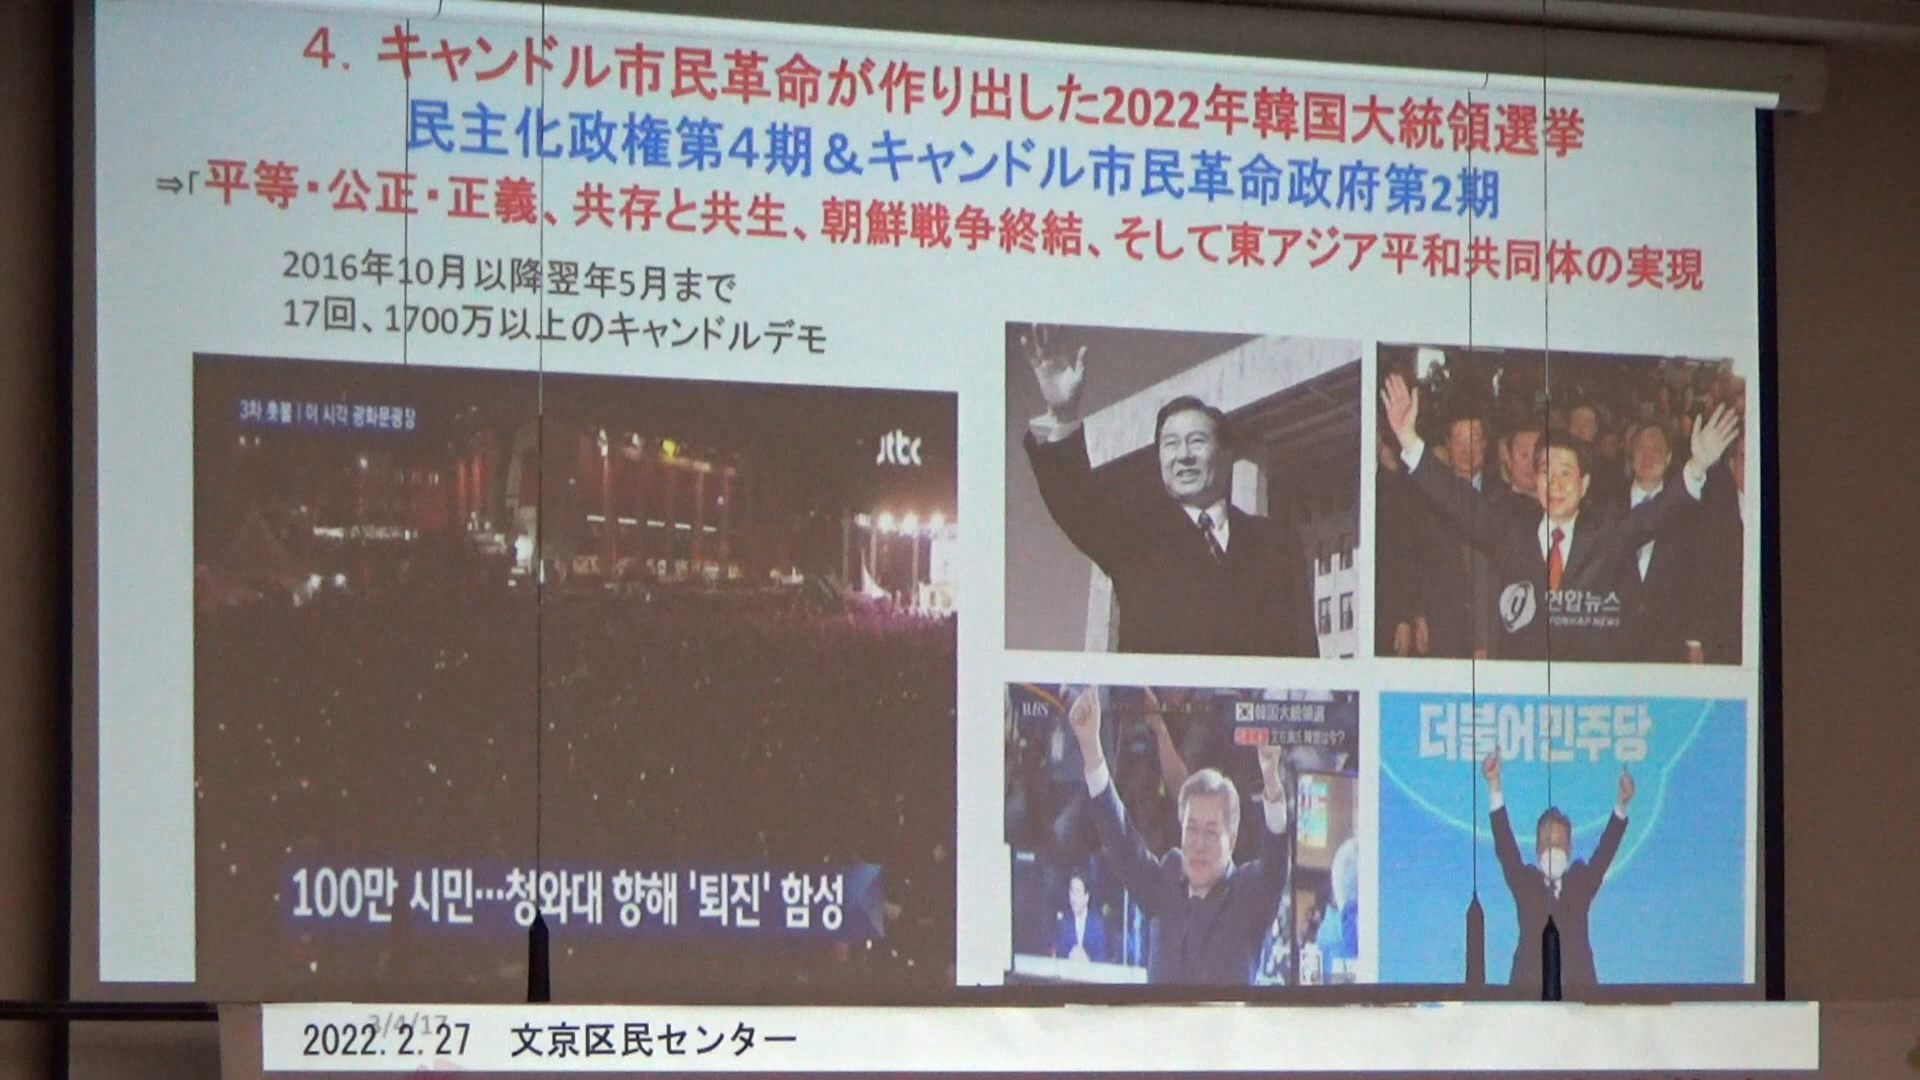 4. キャンドル市民革命が作り出した2022年韓国大統領選挙
民主化政権第4期＆キャンドル市民革命政府第2期
⇒「平等・公正・正義、共存と共生、朝鮮戦争終結、そして東アジア平和共同体の実現
2016年10月以降翌年5月まで
17回、1700万以上のキャンドルデモ
3차 촛불 | 이 시각 광화문광장
jtbc
100만 시민…청와대 향해 '퇴진' 함성
연합뉴스
YONHAP NEWS
韓国大統領選
더불어민주당
3/4/17
2022.2.27 文京区民センター